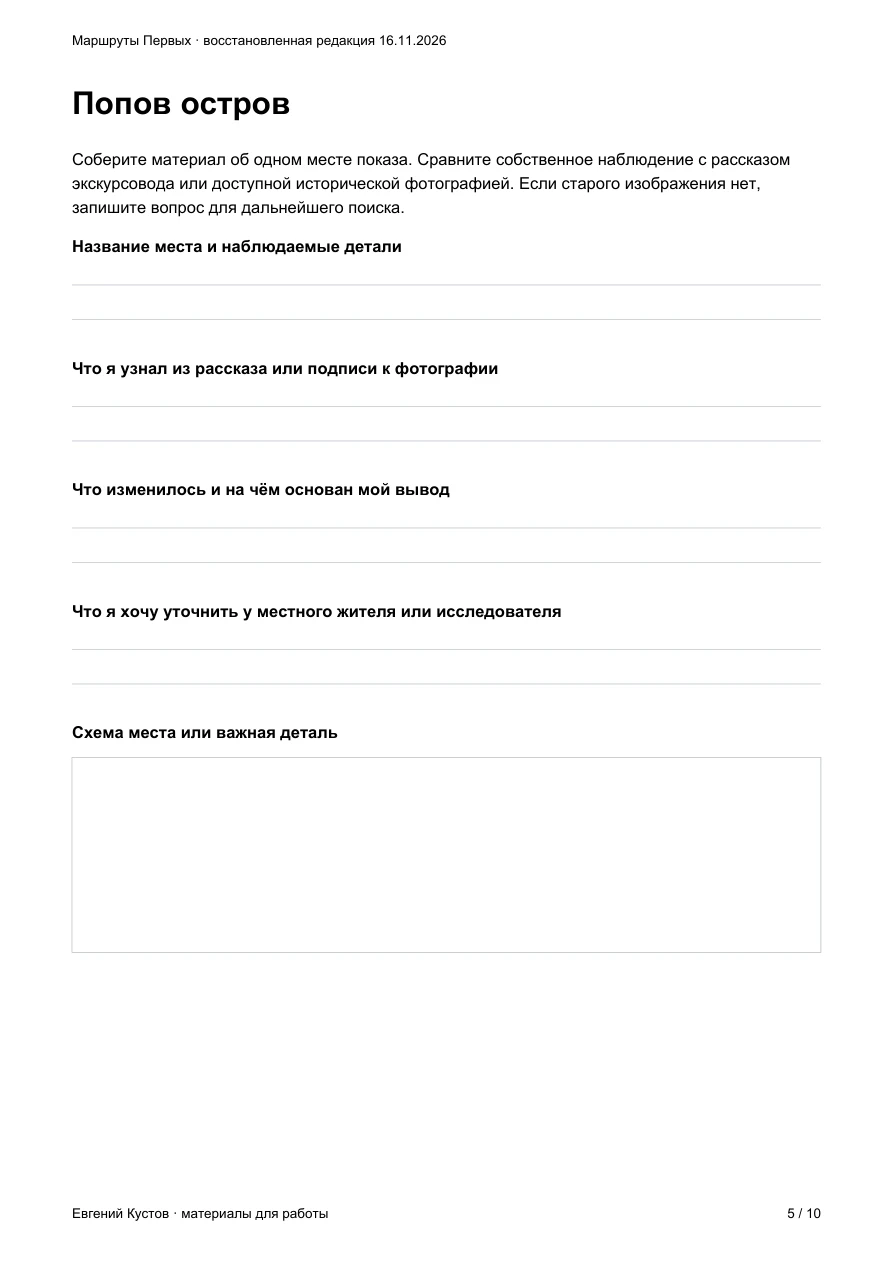 Маршруты Первых · восстановленная редакция 16.11.2026
Попов остров
Соберите материал об одном месте показа. Сравните собственное наблюдение с рассказом
экскурсовода или доступной исторической фотографией. Если старого изображения нет,
запишите вопрос для дальнейшего поиска.
Название места и наблюдаемые детали
Что я узнал из рассказа или подписи к фотографии
Что изменилось и на чём основан мой вывод
Что я хочу уточнить у местного жителя или исследователя
Схема места или важная деталь
Евгений Кустов · материалы для работы
5 / 10